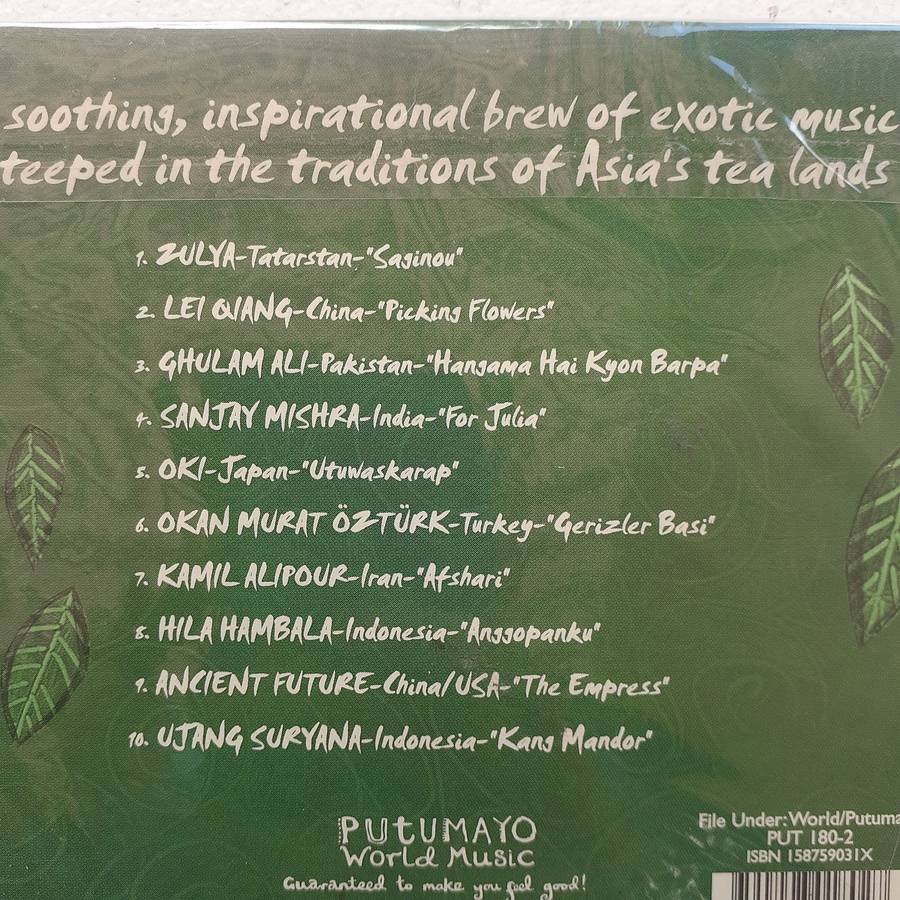 soothing, inspirational brew of exotic music
teeped in the traditions of Asia's tea lands
1. ZULYA-Tatarstan-"Saginou"
2. LEI QIANG-China-"Picking Flowers"
3. GHULAM ALI-Pakistan-"Hangama Hai Kyon Barpa"
4. SANJAY MISHRA-India-"For Julia"
5. OKI-Japan-"Utuwaskarap"
6. OKAN MURAT ÖZTÜRK-Turkey-"Gerizler Basi"
7. KAMIL ALIPOUR-Iran-"Afshari"
8. HILA HAMBALA-Indonesia-"Anggopanku"
9. ANCIENT FUTURE-China/USA-"The Empress"
10. UJANG SURYANA-Indonesia-"Kang Mandor"
PUTUMAYO
World Music
Guaranteed to make you feel good!
File Under: World/Putuma
PUT 180-2
ISBN 158759031X